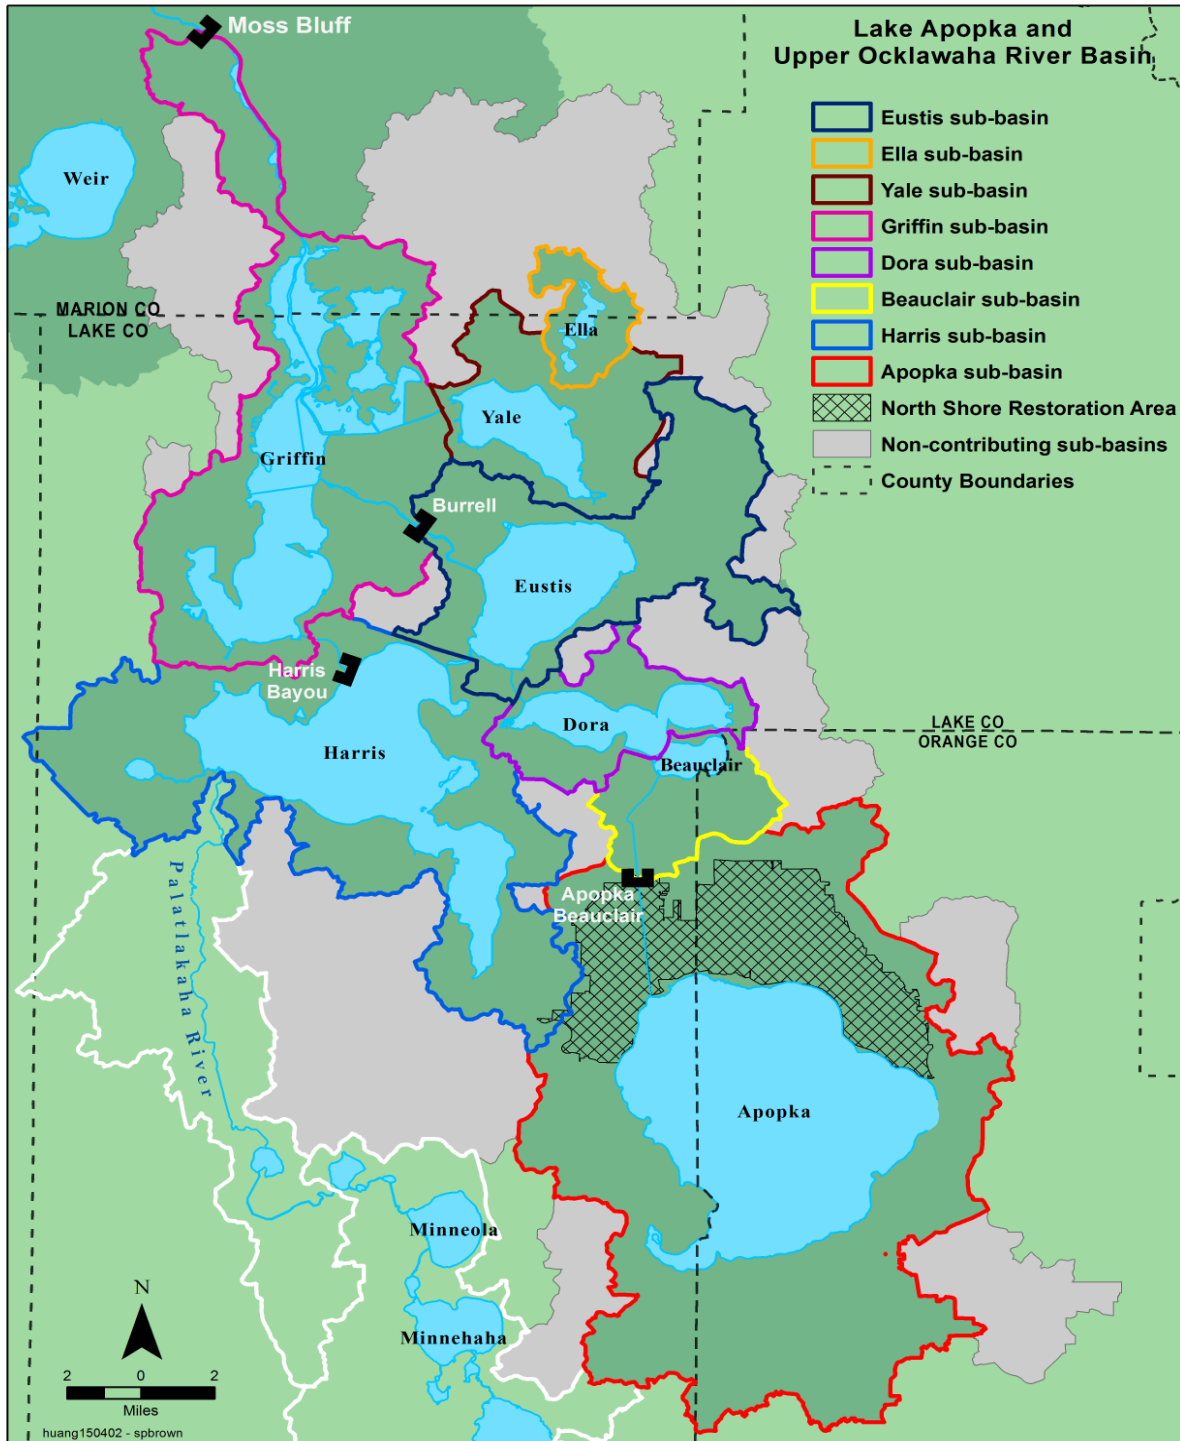 Moss Bluff
Lake Apopka and
Upper Ocklawaha River Basin
Eustis sub-basin
Ella sub-basin
Yale sub-basin
Griffin sub-basin
Dora sub-basin
Beauclair sub-basin
Harris sub-basin
Apopka sub-basin
North Shore Restoration Area
Non-contributing sub-basins
County Boundaries
Weir
MARION CO
LAKE CO
Ella
Yale
Griffin
Burrell
Eustis
Harris
Bayou
Dora
LAKE CO
ORANGE CO
Harris
Beauclair
Palatlakaha River
Apopka
Beauclair
Apopka
Minneola
Minnehaha
N
2 0 2
Miles
huang150402 - spbrown